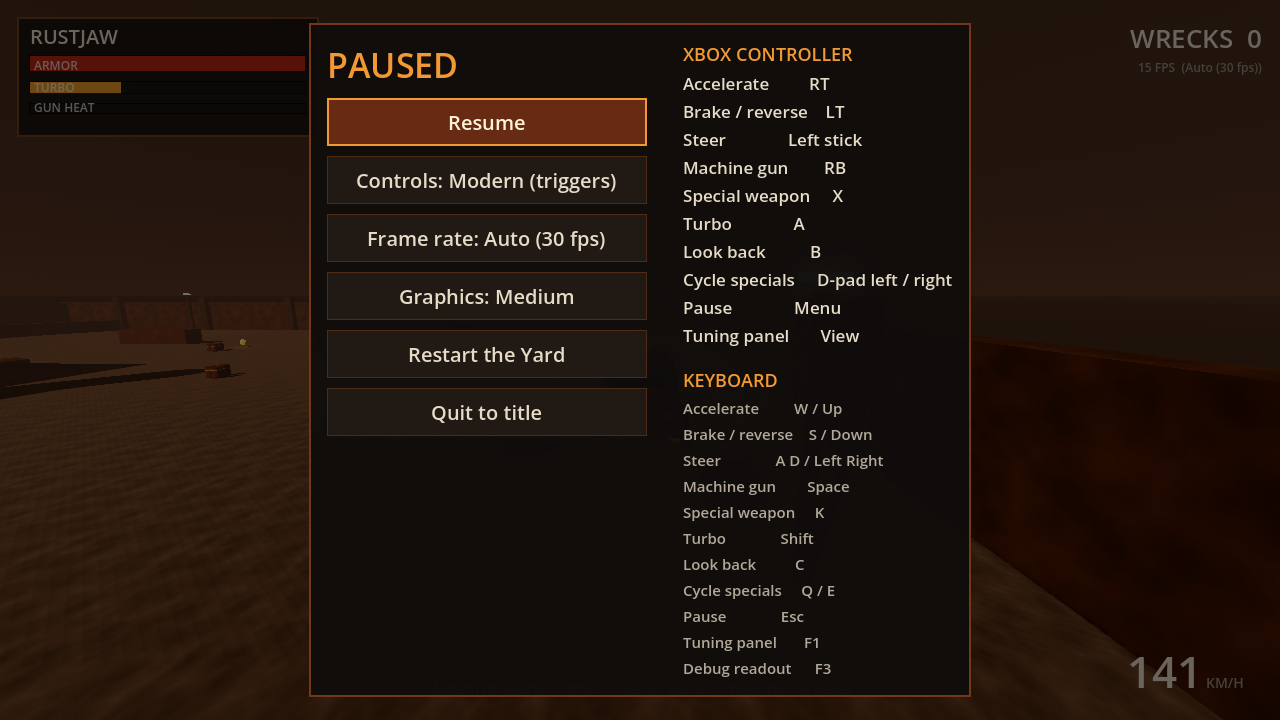 RUSTJAW
ARMOR
TURBO
GUN HEAT
WRECKS 0
15 FPS (Auto (30 fps))
PAUSED
Resume
Controls: Modern (triggers)
Frame rate: Auto (30 fps)
Graphics: Medium
Restart the Yard
Quit to title
XBOX CONTROLLER
Accelerate RT
Brake / reverse LT
Steer Left stick
Machine gun RB
Special weapon X
Turbo A
Look back B
Cycle specials D-pad left / right
Pause Menu
Tuning panel View
KEYBOARD
Accelerate W / Up
Brake / reverse S / Down
Steer A D / Left Right
Machine gun Space
Special weapon K
Turbo Shift
Look back C
Cycle specials Q / E
Pause Esc
Tuning panel F1
Debug readout F3
141 KM/H